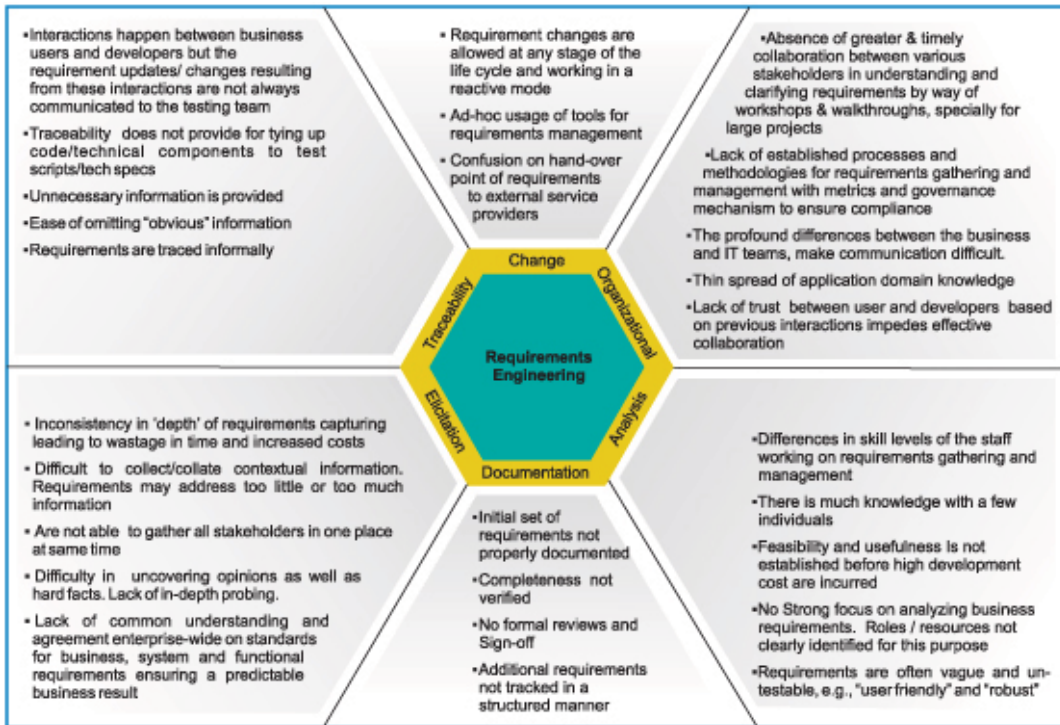 ▪Interactions happen between business
users and developers but the
requirement updates/ changes resulting
from these interactions are not always
communicated to the testing team
▪Traceability does not provide for tying up
code/technical components to test
scripts/tech specs
▪Unnecessary information is provided
▪Ease of omitting “obvious” information
▪Requirements are traced informally
▪ Requirement changes are
allowed at any stage of the
life cycle and working in a
reactive mode
▪ Ad-hoc usage of tools for
requirements management
▪ Confusion on hand-over
point of requirements
to external service
providers
▪Absence of greater & timely
collaboration between various
stakeholders in understanding and
clarifying requirements by way of
workshops & walkthroughs, specially for
large projects
▪Lack of established processes and
methodologies for requirements gathering and
management with metrics and governance
mechanism to ensure compliance
▪The profound differences between the business
and IT teams, make communication difficult.
▪Thin spread of application domain knowledge
▪Lack of trust between user and developers based
on previous interactions impedes effective
collaboration
Change
Traceability
Organizational
Requirements
Engineering
Elicitation
Analysis
Documentation
▪ Inconsistency in ‘depth’ of requirements capturing
leading to wastage in time and increased costs
▪ Difficult to collect/collate contextual information.
Requirements may address too little or too much
information
▪ Are not able to gather all stakeholders in one place
at same time
▪ Difficulty in uncovering opinions as well as
hard facts. Lack of in-depth probing.
▪ Lack of common understanding and
agreement enterprise-wide on standards
for business, system and functional
requirements ensuring a predictable
business result
▪Initial set of
requirements not
properly documented
▪Completeness not
verified
▪No formal reviews and
Sign-off
▪Additional requirements
not tracked in a
structured manner
▪Differences in skill levels of the staff
working on requirements gathering and
management
▪There is much knowledge with a few
individuals
▪Feasibility and usefulness Is not
established before high development
cost are incurred
▪No Strong focus on analyzing business
requirements. Roles / resources not
clearly identified for this purpose
▪Requirements are often vague and un-
testable, e.g., "user friendly" and "robust"